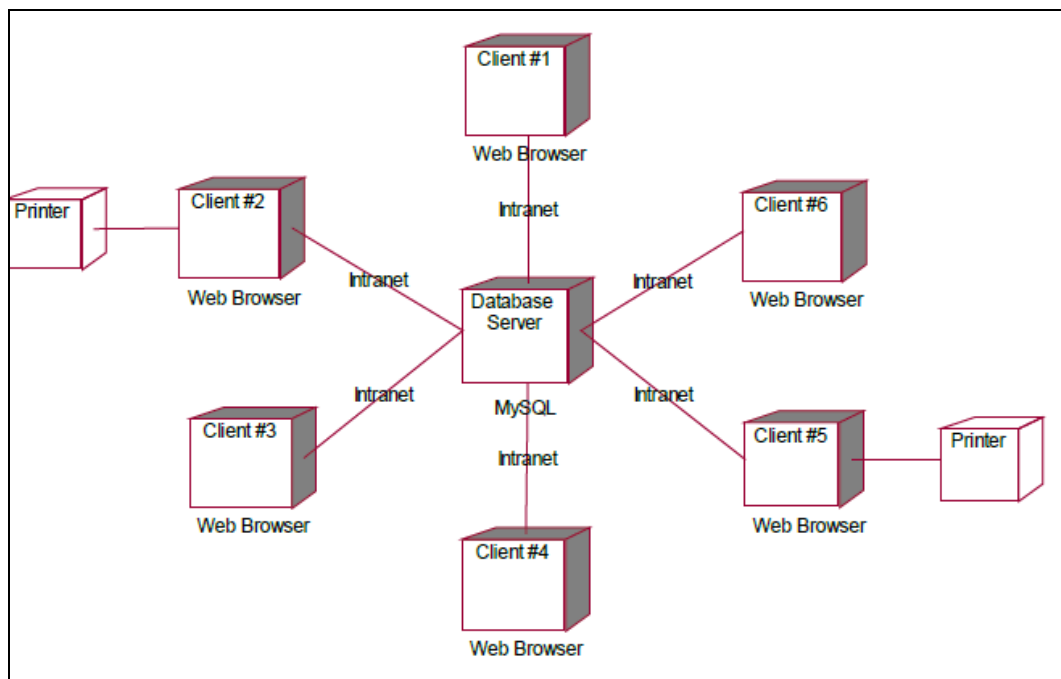 Client #1
Web Browser
Intranet
Printer
Client #2
Web Browser
Intranet
Client #6
Web Browser
Intranet
Database
Server
MySQL
Client #3
Web Browser
Intranet
Intranet
Client #4
Web Browser
Intranet
Client #5
Web Browser
Printer